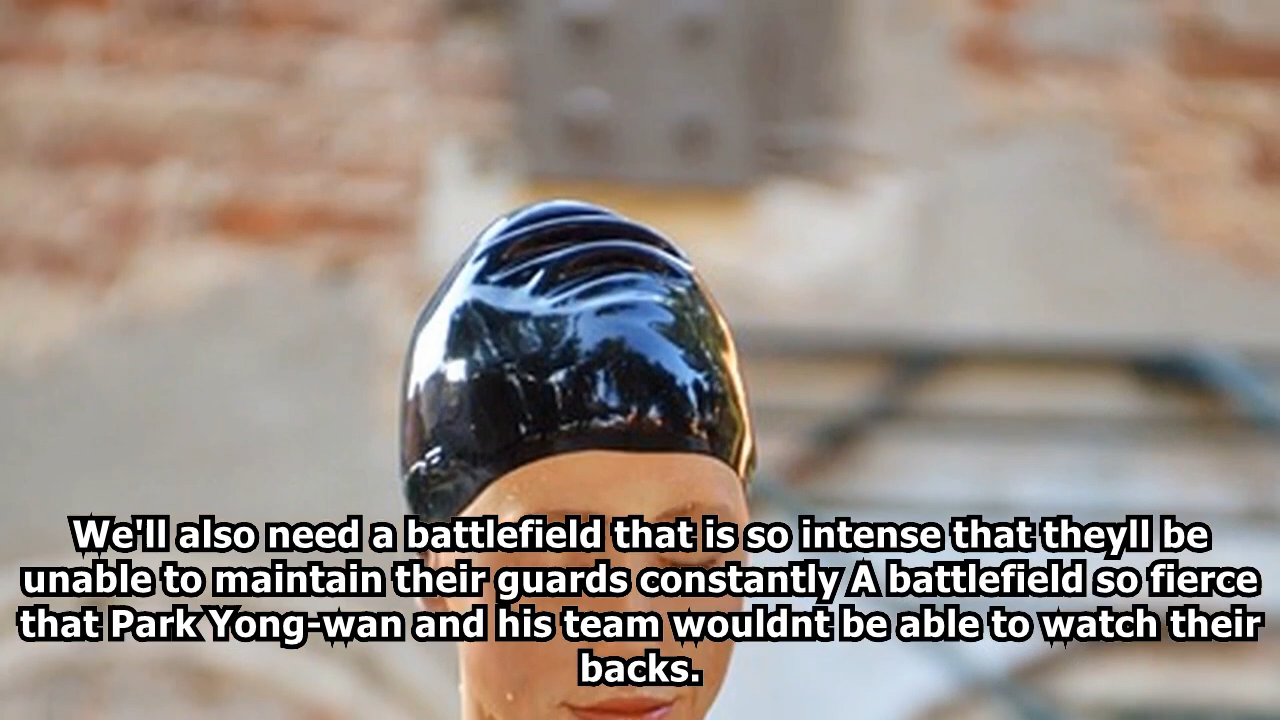 We'll also need a battlefield that is so intense that theyll be
unable to maintain their guards constantly A battlefield so fierce
that Park Yong-wan and his team wouldnt be able to watch their
backs.